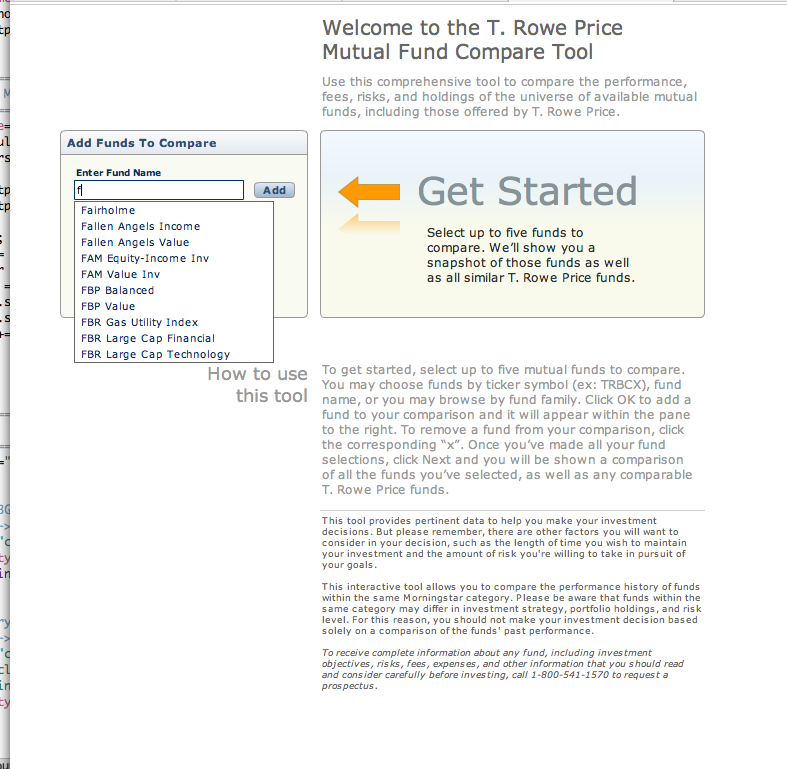 Welcome to the T. Rowe Price
Mutual Fund Compare Tool
Use this comprehensive tool to compare the performance,
fees, risks, and holdings of the universe of available mutual
funds, including those offered by T. Rowe Price.
Add Funds To Compare
Enter Fund Name
f
Add
Fairholme
Fallen Angels Income
Fallen Angels Value
FAM Equity-Income Inv
FAM Value Inv
FBP Balanced
FBP Value
FBR Gas Utility Index
FBR Large Cap Financial
FBR Large Cap Technology
Get Started
Select up to five funds to
compare. We’ll show you a
snapshot of those funds as well
as all similar T. Rowe Price funds.
How to use
this tool
To get started, select up to five mutual funds to compare.
You may choose funds by ticker symbol (ex: TRBCX), fund
name, or you may browse by fund family. Click OK to add a
fund to your comparison and it will appear within the pane
to the right. To remove a fund from your comparison, click
the corresponding “x”. Once you’ve made all your fund
selections, click Next and you will be shown a comparison
of all the funds you’ve selected, as well as any comparable
T. Rowe Price funds.
This tool provides pertinent data to help you make your investment
decisions. But please remember, there are other factors you will want to
consider in your decision, such as the length of time you wish to maintain
your investment and the amount of risk you're willing to take in pursuit of
your goals.
This interactive tool allows you to compare the performance history of funds
within the same Morningstar category. Please be aware that funds within the
same category may differ in investment strategy, portfolio holdings, and risk
level. For this reason, you should not make your investment decision based
solely on a comparison of the funds' past performance.
To receive complete information about any fund, including investment
objectives, risks, fees, expenses, and other information that you should read
and consider carefully before investing, call 1-800-541-1570 to request a
prospectus.